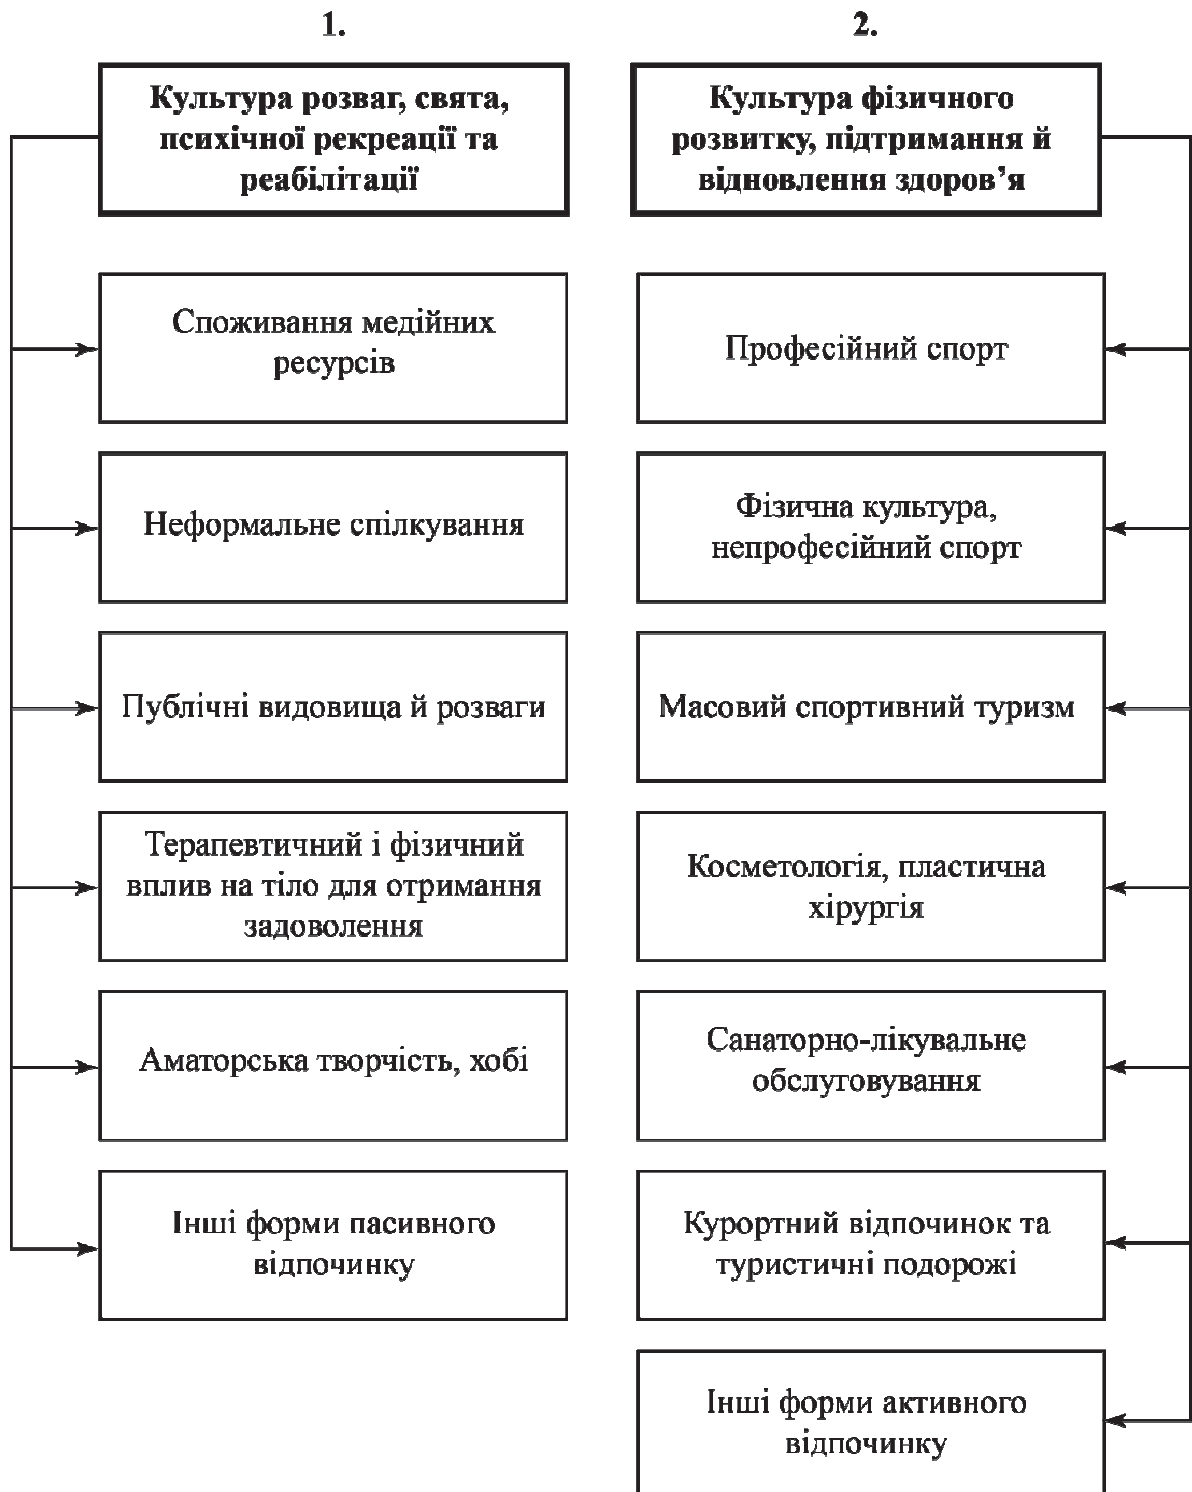 1.
Культура розваг, свята,
психічної рекреації та
реабілітації
Споживання медійних
ресурсів
Неформальне спілкування
Публічні видовища й розваги
Терапевтичний і фізичний
вплив на тіло для отримання
задоволення
Аматорська творчість, хобі
Інші форми пасивного
відпочинку
2.
Культура фізичного
розвитку, підтримання й
відновлення здоров’я
Професійний спорт
Фізична культура,
непрофесійний спорт
Масовий спортивний туризм
Косметологія, пластична
хірургія
Санаторно-лікувальне
обслуговування
Курортний відпочинок та
туристичні подорожі
Інші форми активного
відпочинку